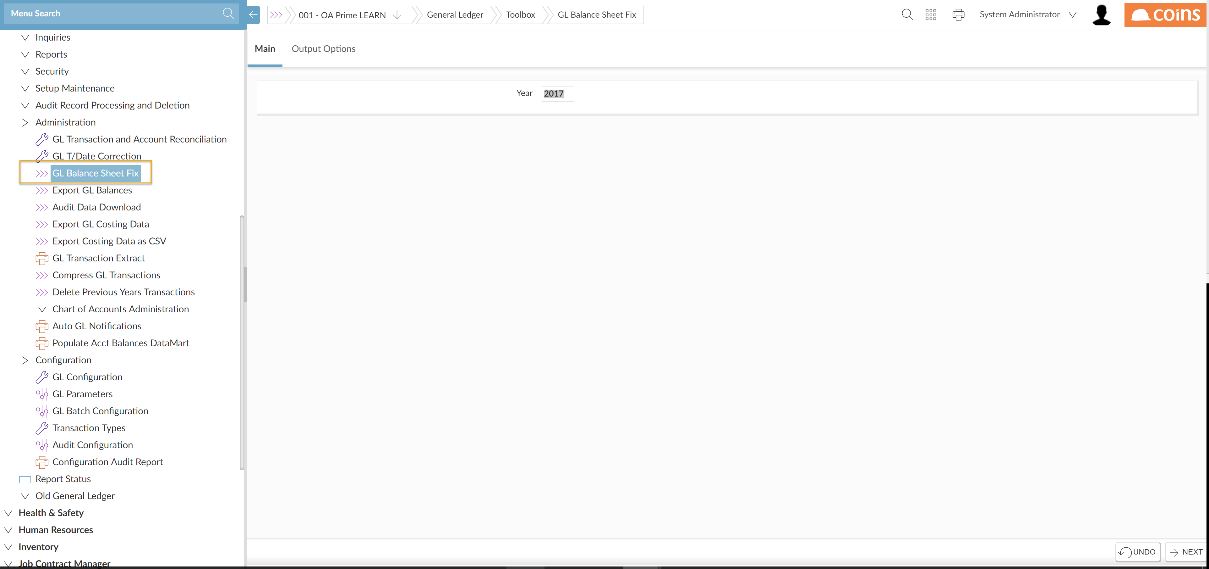 Menu Search
001 - OA Prime LEARN
General Ledger
Toolbox
GL Balance Sheet Fix
System Administrator
coins
Inquiries
Reports
Security
Setup Maintenance
Audit Record Processing and Deletion
Administration
GL Transaction and Account Reconciliation
GL T/Date Correction
GL Balance Sheet Fix
Export GL Balances
Audit Data Download
Export GL Costing Data
Export Costing Data as CSV
GL Transaction Extract
Compress GL Transactions
Delete Previous Years Transactions
Chart of Accounts Administration
Auto GL Notifications
Populate Acct Balances DataMart
Configuration
GL Configuration
GL Parameters
GL Batch Configuration
Transaction Types
Audit Configuration
Configuration Audit Report
Report Status
Old General Ledger
Health & Safety
Human Resources
Inventory
Job Contract Manager
Main
Output Options
Year 2017
UNDO
NEXT